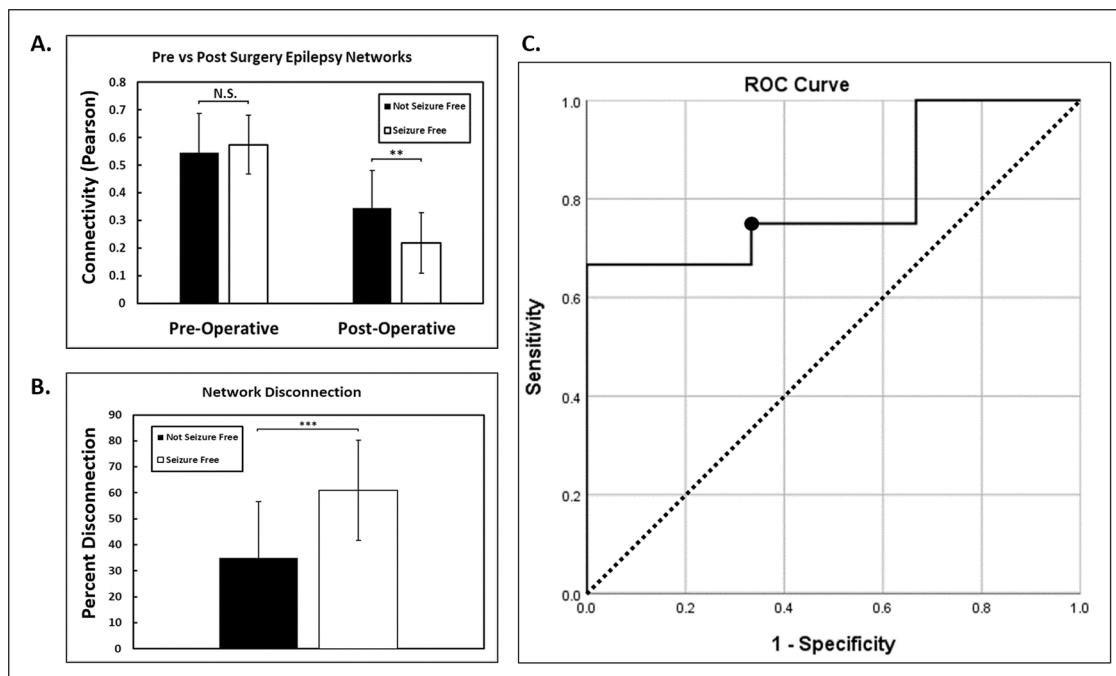 A.
Pre vs Post Surgery Epilepsy Networks
Connectivity (Pearson)
0.8
0.7
0.6
0.5
0.4
0.3
0.2
0.1
0
N.S.
Not Seizure Free
Seizure Free
**
Pre-Operative
Post-Operative
B.
Network Disconnection
Percent Disconnection
90
80
70
60
50
40
30
20
10
0
Not Seizure Free
Seizure Free
***
C.
ROC Curve
Sensitivity
1.0
0.8
0.6
0.4
0.2
0.0
0.0 0.2 0.4 0.6 0.8 1.0
1 - Specificity